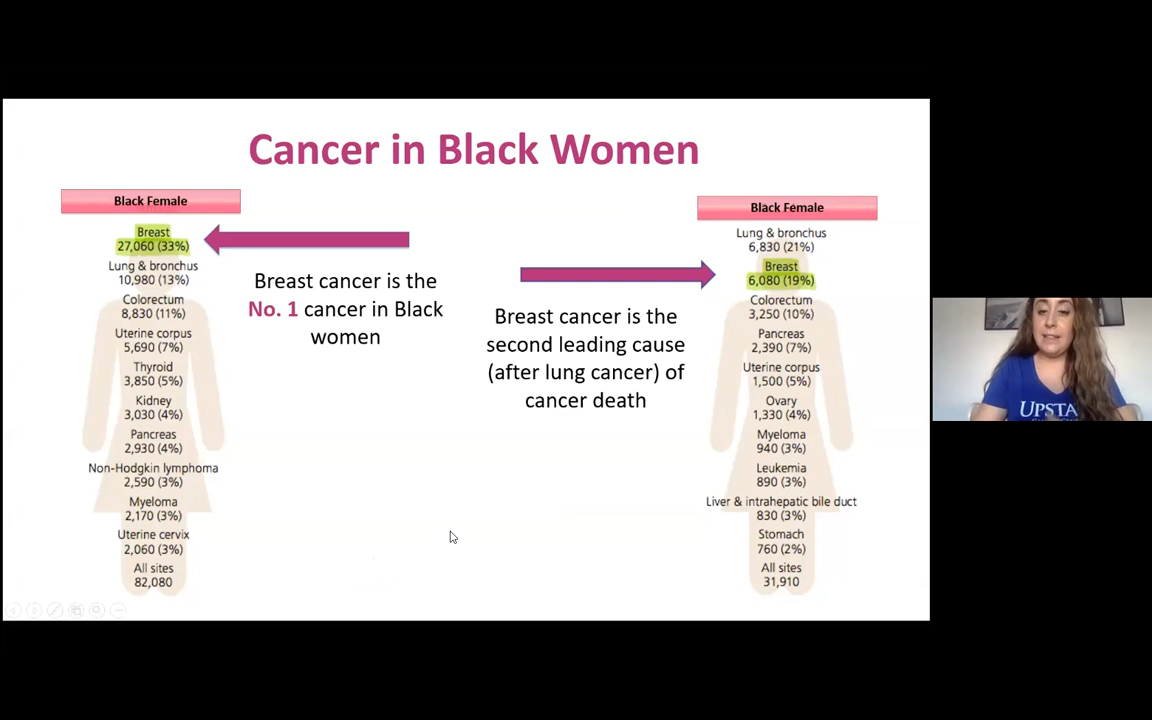 Cancer in Black Women
Black Female
Breast
27,060 (33%)
Lung & bronchus
10,980 (13%)
Colorectum
8,830 (11%)
Uterine corpus
5,690 (7%)
Thyroid
3,850 (5%)
Kidney
3,030 (4%)
Pancreas
2,930 (4%)
Non-Hodgkin lymphoma
2,590 (3%)
Myeloma
2,170 (3%)
Uterine cervix
2,060 (3%)
All sites
82,080
Breast cancer is the
No. 1 cancer in Black
women
Breast cancer is the
second leading cause
(after lung cancer) of
cancer death
Black Female
Lung & bronchus
6,830 (21%)
Breast
6,080 (19%)
Colorectum
3,250 (10%)
Pancreas
2,390 (7%)
Uterine corpus
1,500 (5%)
Ovary
1,330 (4%)
Myeloma
940 (3%)
Leukemia
890 (3%)
Liver & intrahepatic bile duct
830 (3%)
Stomach
760 (2%)
All sites
31,910
UPSTA